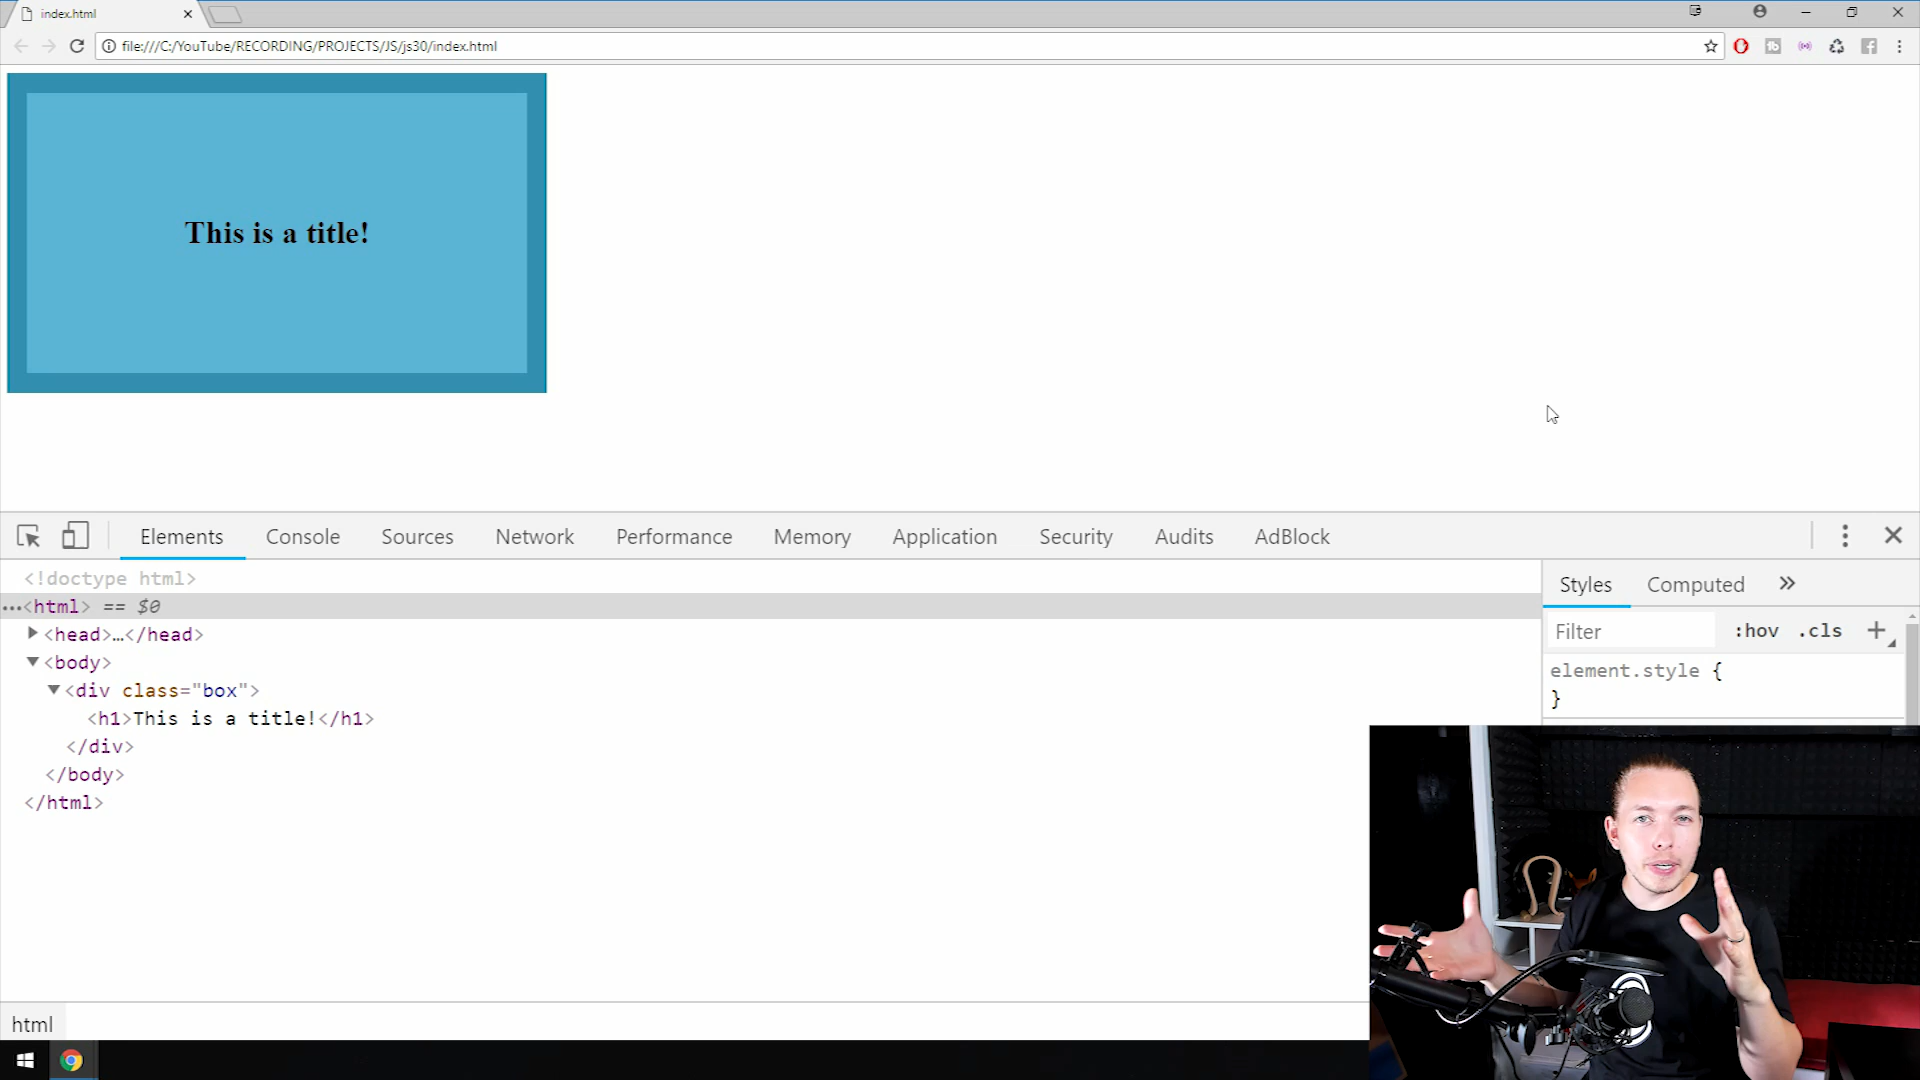 index.html
file:///C:/YouTube/RECORDING/PROJECTS/JS/js30/index.html
This is a title!
Elements Console Sources Network Performance Memory Application Security Audits AdBlock
<!doctype html>
…<html> == $0
<head>…</head>
<body>
<div class="box">
<h1>This is a title!</h1>
</div>
</body>
</html>
Styles Computed »
Filter :hov .cls +
element.style {
}
html